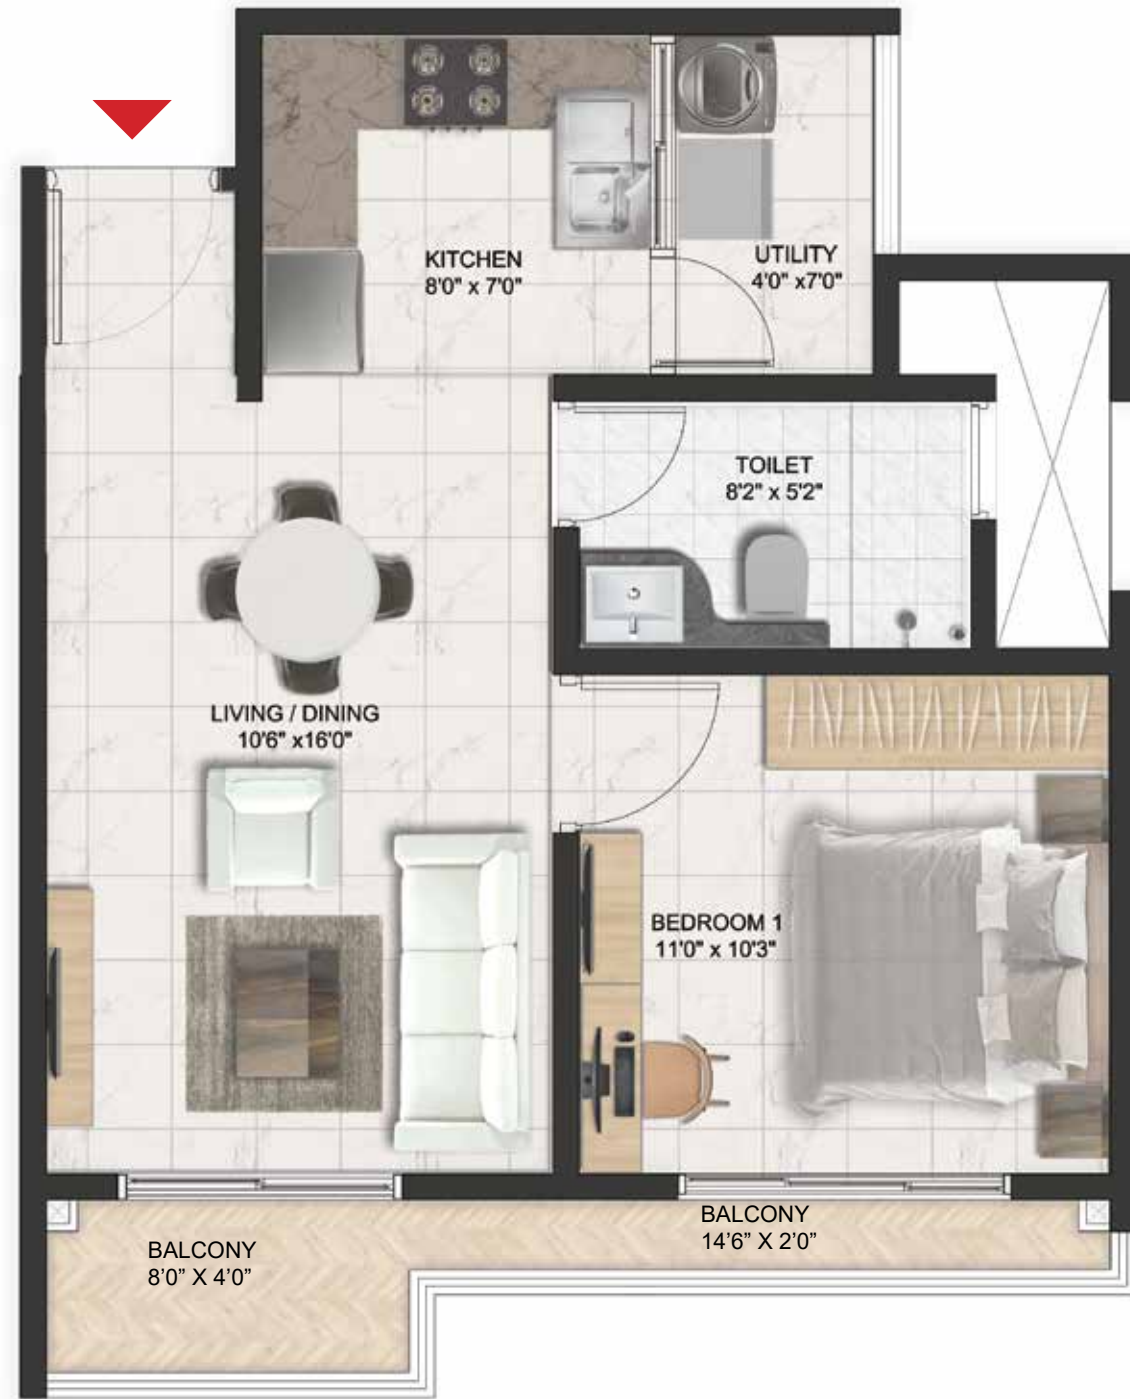 KITCHEN
8'0" x 7'0"
UTILITY
4'0" x7'0"
TOILET
8'2" x 5'2"
LIVING / DINING
10'6" x16'0"
BEDROOM 1
11'0" x 10'3"
BALCONY
14’6” X 2’0”
BALCONY
8’0” X 4’0”